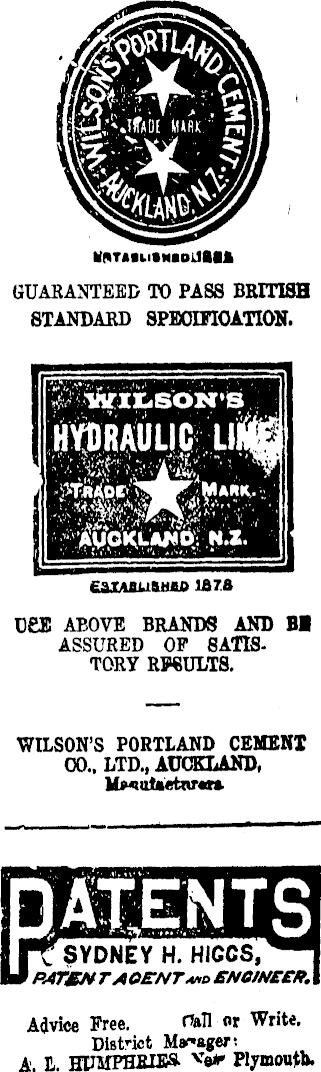 WILSON'S PORTLAND CEMENT
TRADE MARK
AUCKLAND. N.Z.
ESTABLISHED
GUARANTEED TO PASS BRITISH
STANDARD SPECIFICATION.
WILSON'S
HYDRAULIC LIME
TRADE MARK.
AUCKLAND N.Z.
ESTABLISHED 1878
USE ABOVE BRANDS AND BE
ASSURED OF SATIS-
TORY RESULTS.
WILSON'S PORTLAND CEMENT
CO., LTD., AUCKLAND,
Manufacturers
PATENTS
SYDNEY H. HIGGS,
PATENT AGENT AND ENGINEER.
Advice Free. Call or Write.
District Manager:
A. E. HUMPHRIES New Plymouth.